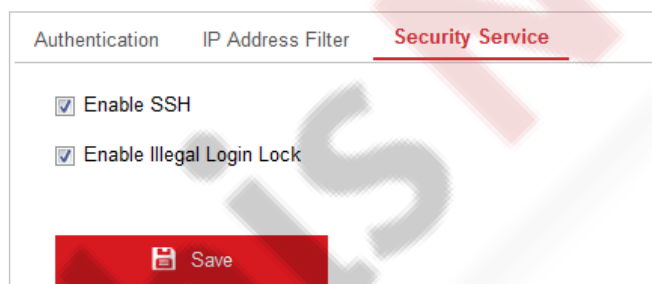 Authentication IP Address Filter Security Service
Enable SSH
Enable Illegal Login Lock
Save